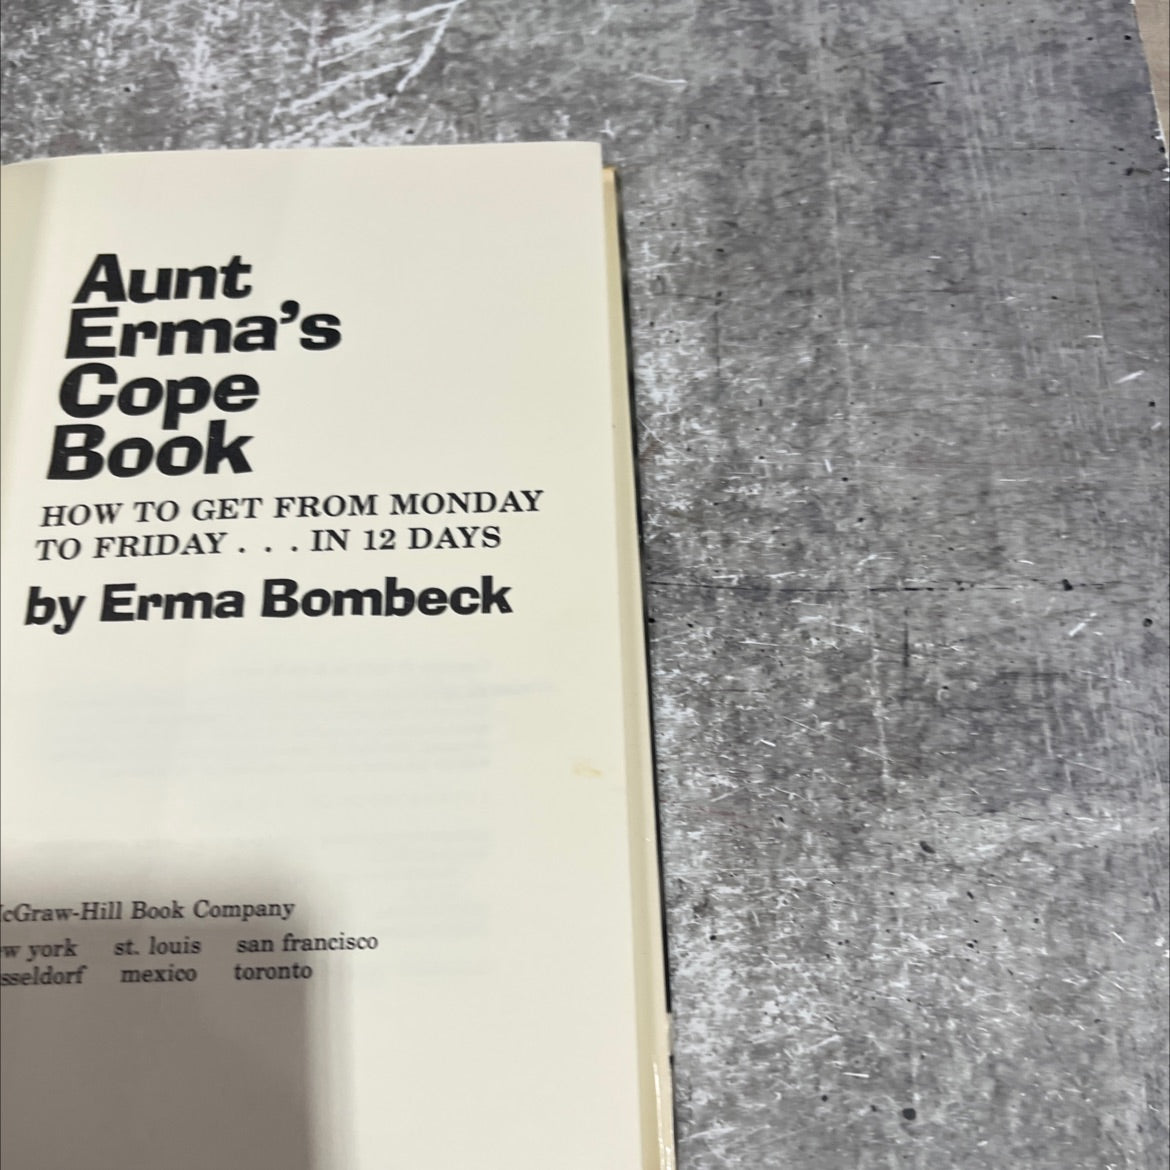 Aunt
Erma's
Cope
Book
HOW TO GET FROM MONDAY
TO FRIDAY . . . IN 12 DAYS
by Erma Bombeck
cGraw-Hill Book Company
w york st. louis san francisco
sseldorf mexico toronto